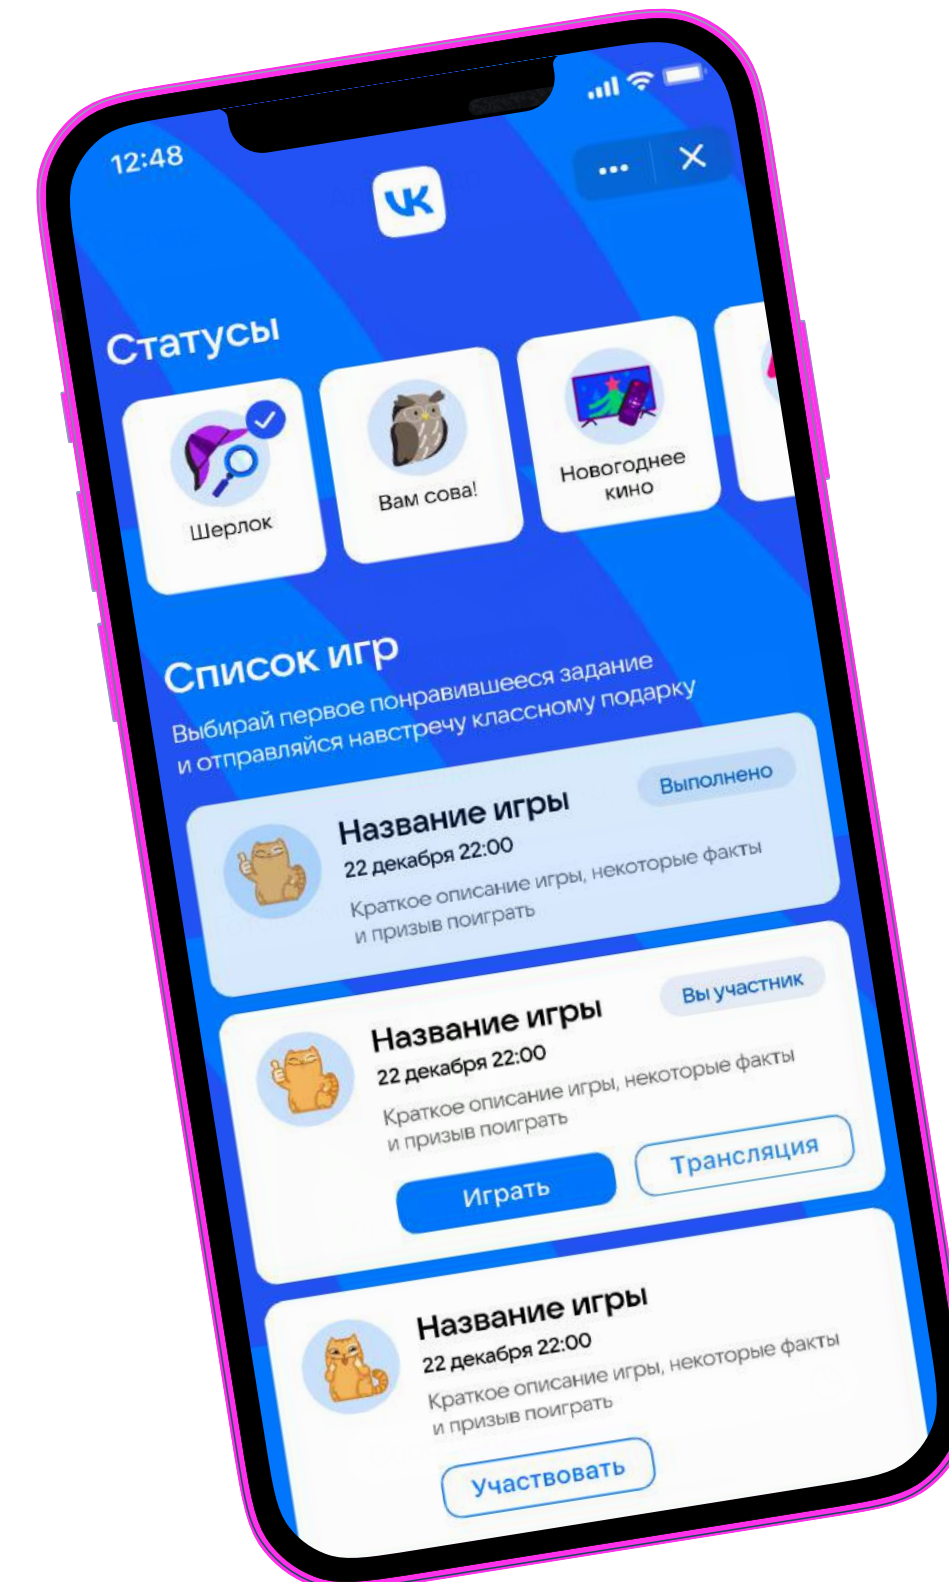 12:48
VK
Статусы
Шерлок
Вам сова!
Новогоднее
кино
Список игр
Выбирай первое понравившееся задание
и отправляйся навстречу классному подарку
Название игры
Выполнено
22 декабря 22:00
Краткое описание игры, некоторые факты
и призыв поиграть
Название игры
Вы участник
22 декабря 22:00
Краткое описание игры, некоторые факты
и призыв поиграть
Играть
Трансляция
Название игры
22 декабря 22:00
Краткое описание игры, некоторые факты
и призыв поиграть
Участвовать